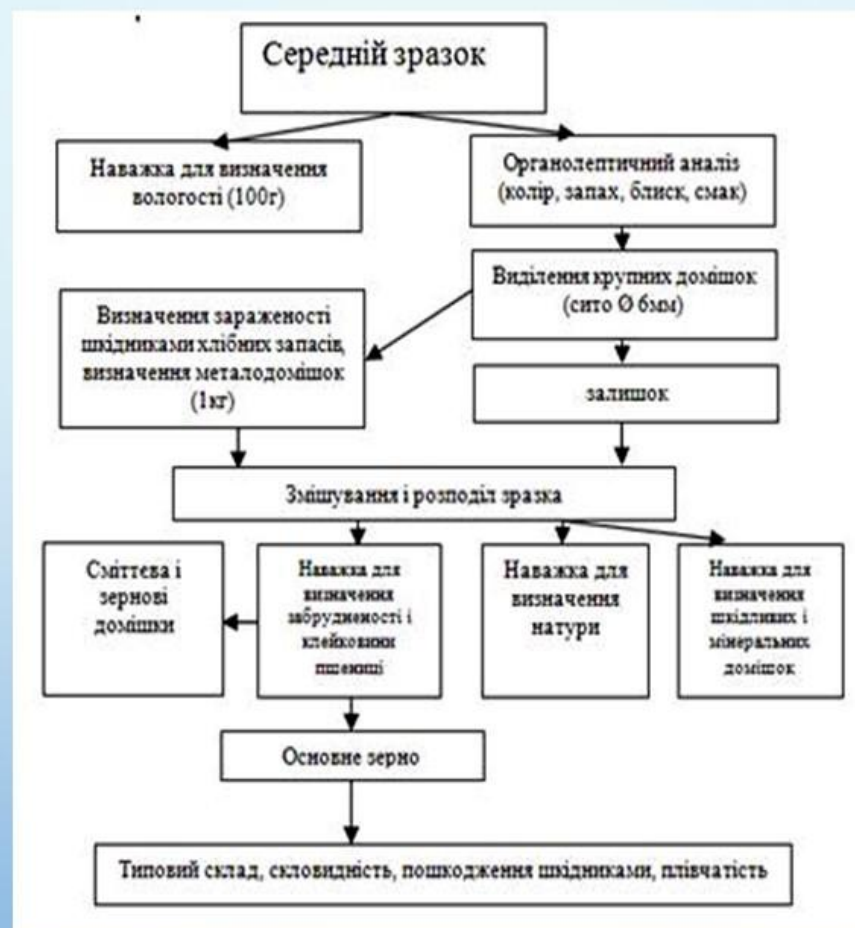 Середній зразок
Наважка для визначення
вологості (100г)
Органолептичний аналіз
(колір, запах, блиск, смак)
Виділення крупних домішок
(сито Ø 6мм)
Визначення зараженості
шкідниками хлібних запасів,
визначення металодомішок
(1кг)
залишок
Змішування і розподіл зразка
Сміттєва і
зернові
домішки
Наважка для
визначення
забрудненості і
клейковини
пшениці
Наважка для
визначення
натури
Наважка для
визначення
шкідливих і
мінеральних
домішок
Основне зерно
Типовий склад, скловидність, пошкодження шкідниками, плівчатість